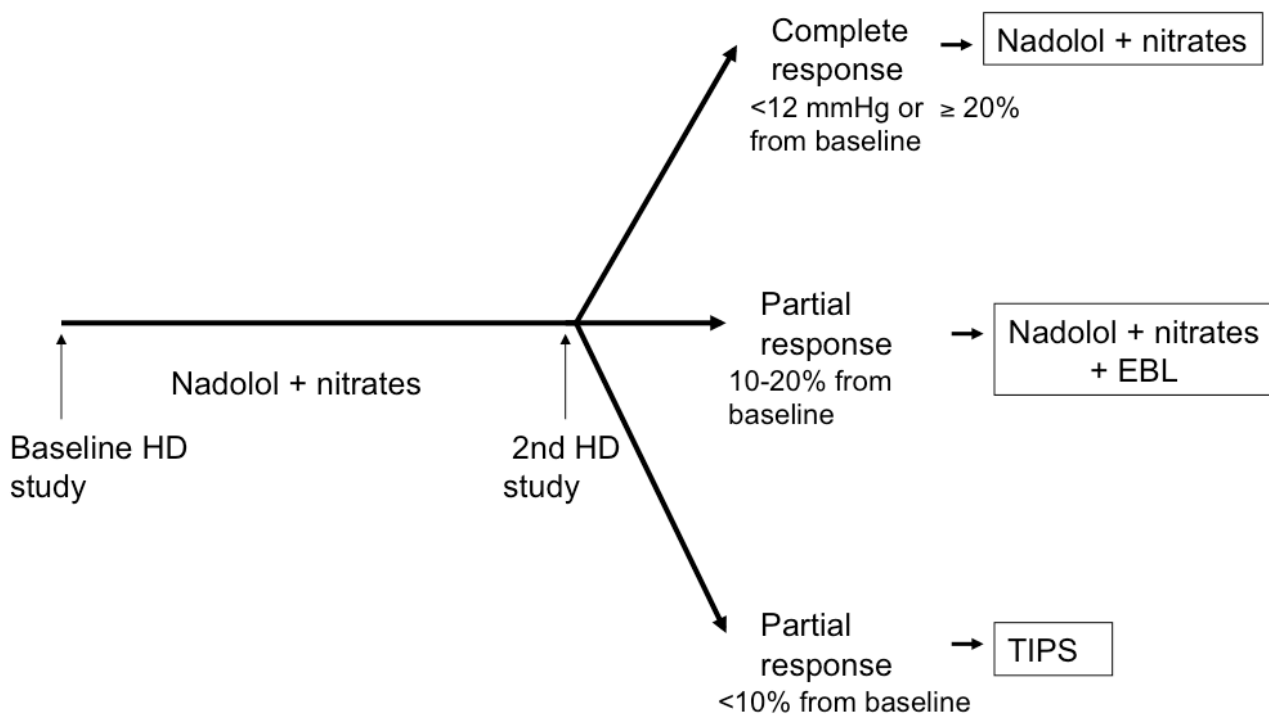 Complete
response
<12 mmHg or ≥ 20%
from baseline
Nadolol + nitrates
Partial
response
10-20% from
baseline
Nadolol + nitrates
+ EBL
Nadolol + nitrates
Baseline HD
study
2nd HD
study
Partial
response
<10% from baseline
TIPS